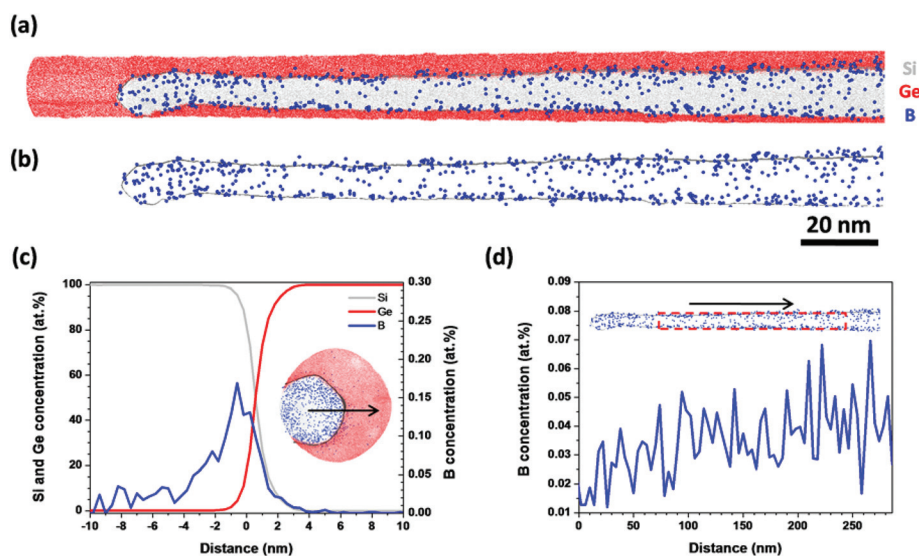 (a)
Si
Ge
B
(b)
20 nm
(c)
Si and Ge concentration (at.%)
100
80
60
40
20
0
-10 -8 -6 -4 -2 0 2 4 6 8 10
Distance (nm)
0.30
0.25
0.20
0.15
0.10
0.05
0.00
B concentration (at.%)
Si
Ge
B
(d)
B concentration (at.%)
0.09
0.08
0.07
0.06
0.05
0.04
0.03
0.02
0.01
0 50 100 150 200 250
Distance (nm)